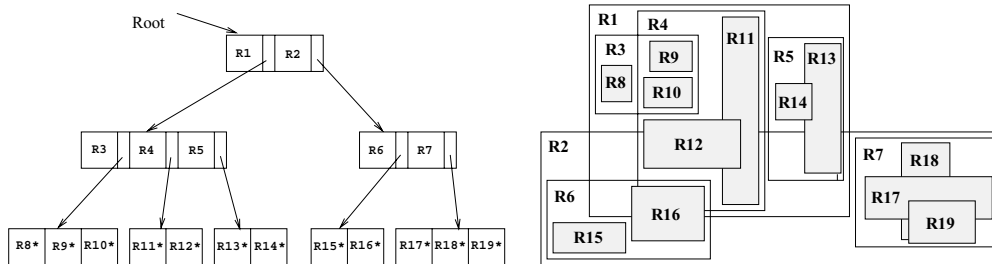 Root
R1 R2
R3 R4 R5
R6 R7
R8* R9* R10*
R11* R12*
R13* R14*
R15* R16*
R17* R18* R19*
R1
R4
R11
R3
R9
R5
R13
R8
R10
R14
R2
R12
R7
R18
R6
R17
R16
R19
R15